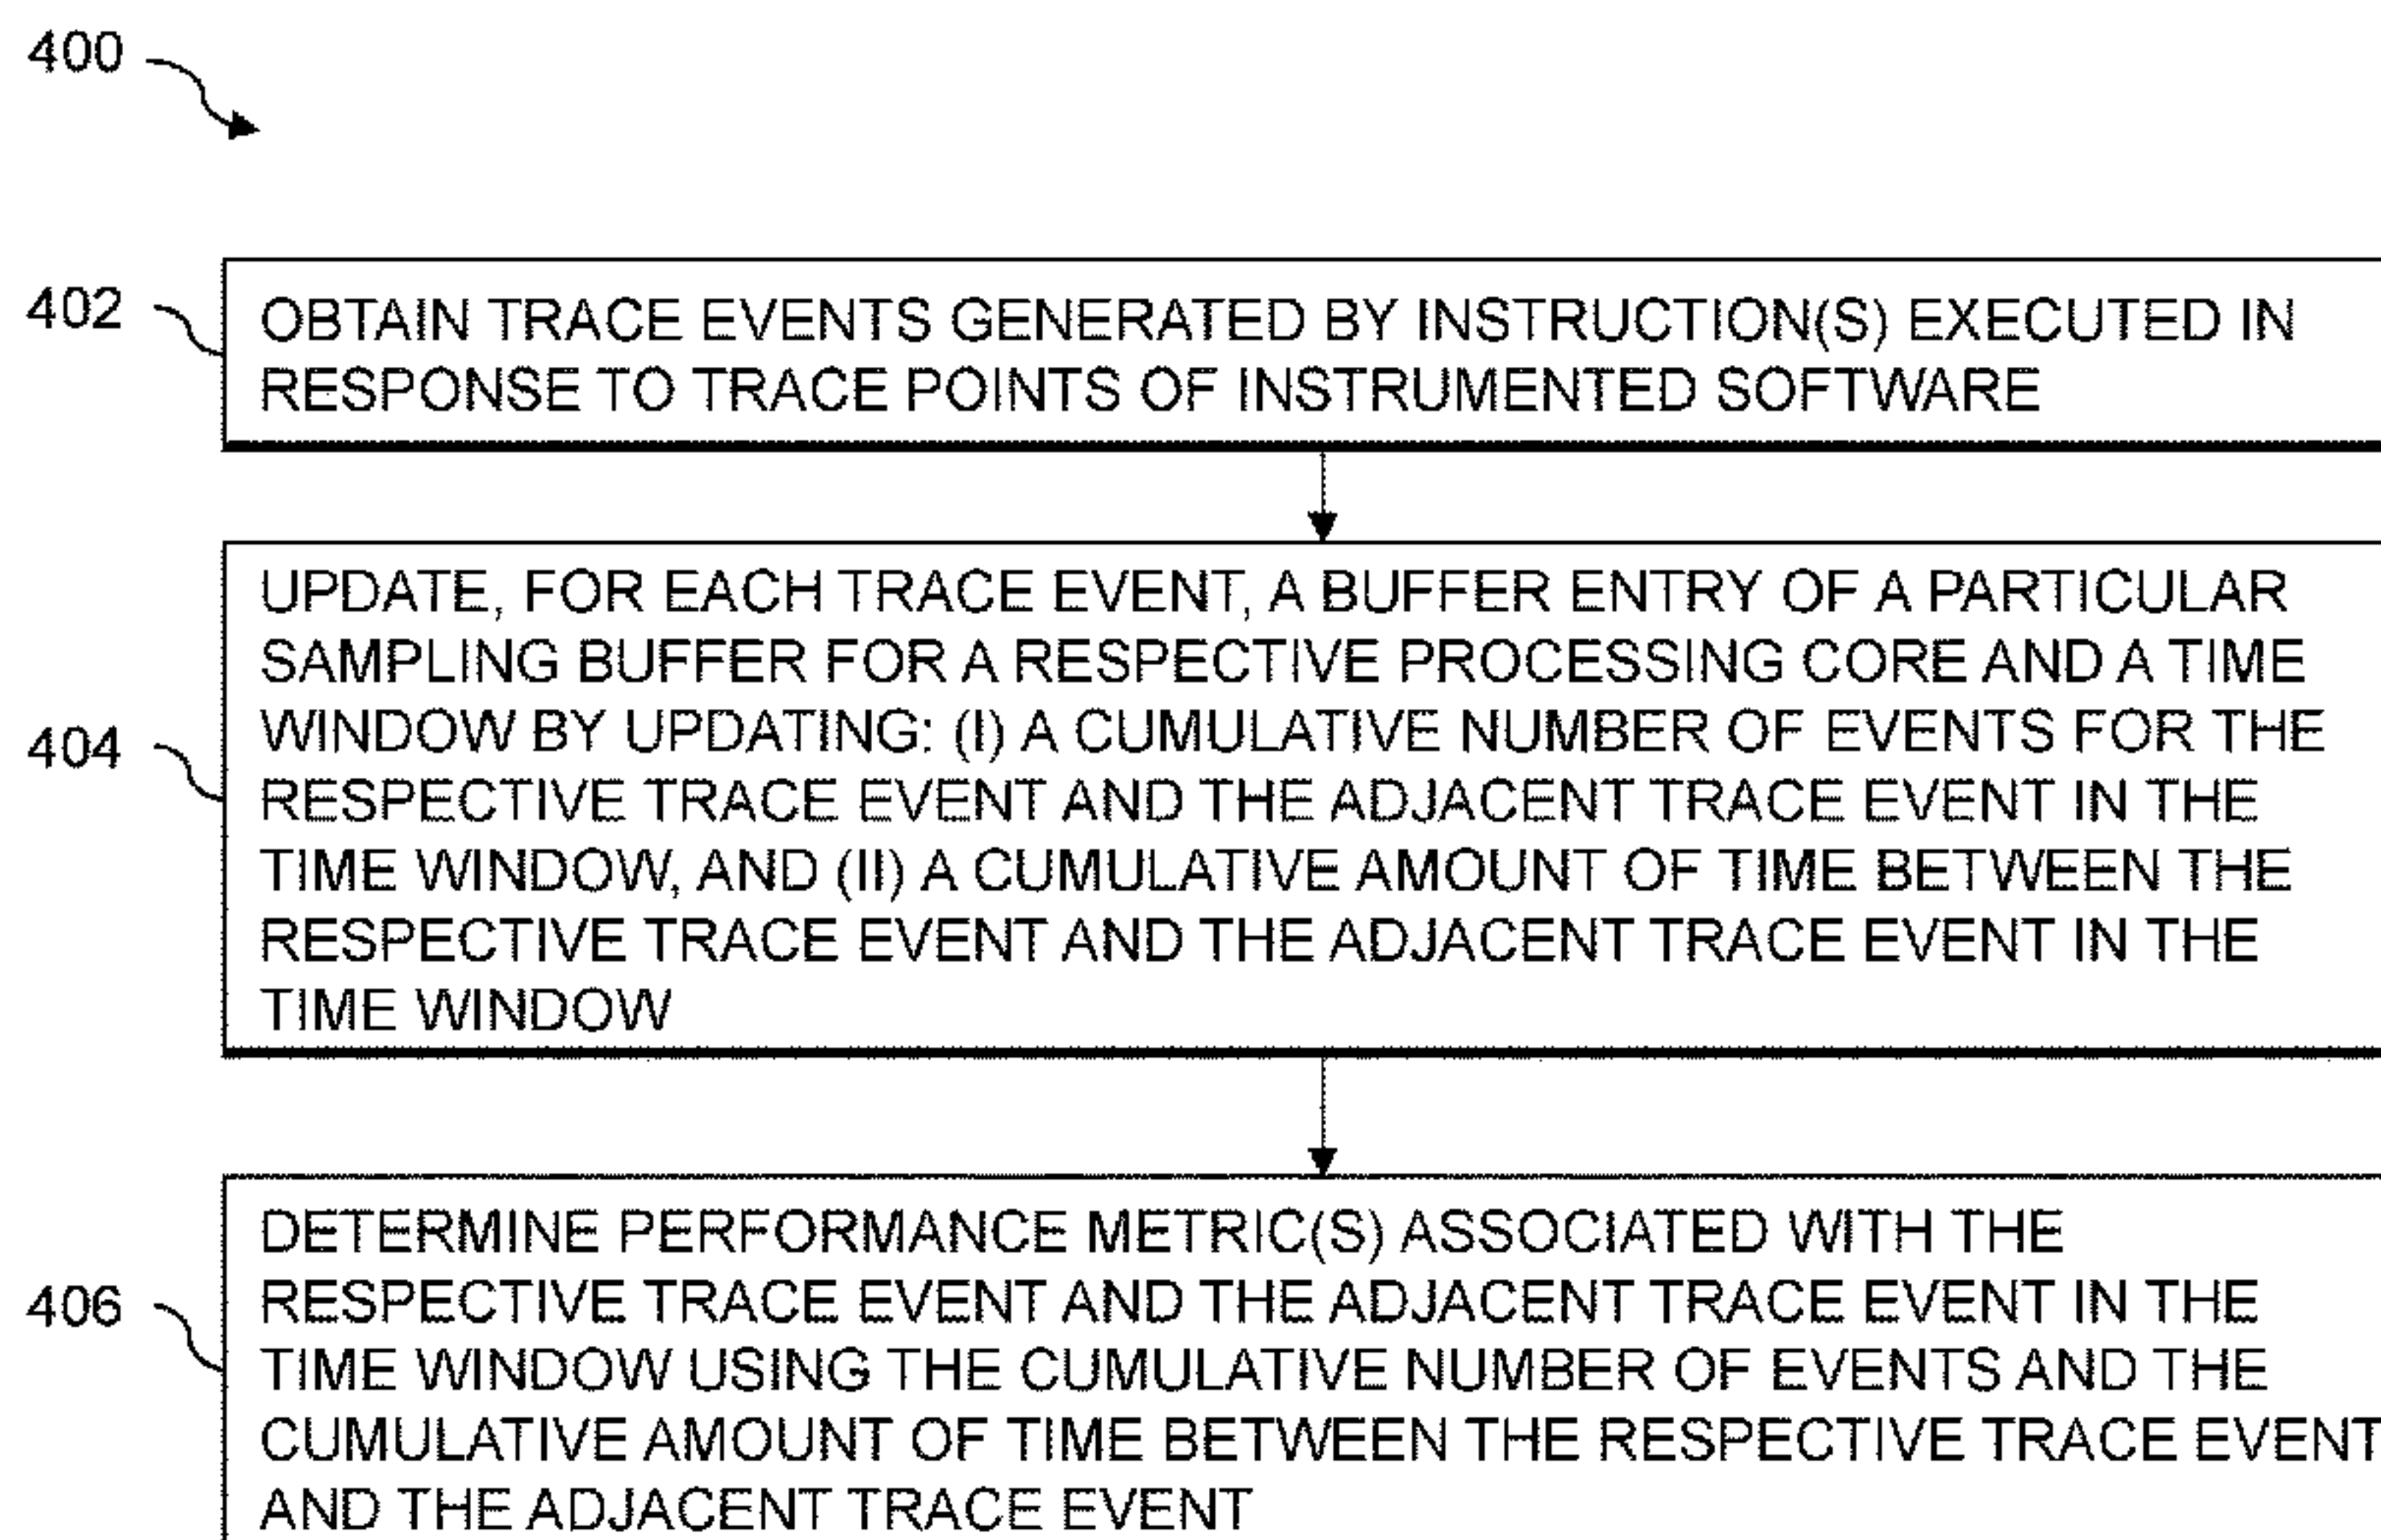 400
402
OBTAIN TRACE EVENTS GENERATED BY INSTRUCTION(S) EXECUTED IN
RESPONSE TO TRACE POINTS OF INSTRUMENTED SOFTWARE
404
UPDATE, FOR EACH TRACE EVENT, A BUFFER ENTRY OF A PARTICULAR
SAMPLING BUFFER FOR A RESPECTIVE PROCESSING CORE AND A TIME
WINDOW BY UPDATING: (I) A CUMULATIVE NUMBER OF EVENTS FOR THE
RESPECTIVE TRACE EVENT AND THE ADJACENT TRACE EVENT IN THE
TIME WINDOW, AND (II) A CUMULATIVE AMOUNT OF TIME BETWEEN THE
RESPECTIVE TRACE EVENT AND THE ADJACENT TRACE EVENT IN THE
TIME WINDOW
406
DETERMINE PERFORMANCE METRIC(S) ASSOCIATED WITH THE
RESPECTIVE TRACE EVENT AND THE ADJACENT TRACE EVENT IN THE
TIME WINDOW USING THE CUMULATIVE NUMBER OF EVENTS AND THE
CUMULATIVE AMOUNT OF TIME BETWEEN THE RESPECTIVE TRACE EVENT
AND THE ADJACENT TRACE EVENT